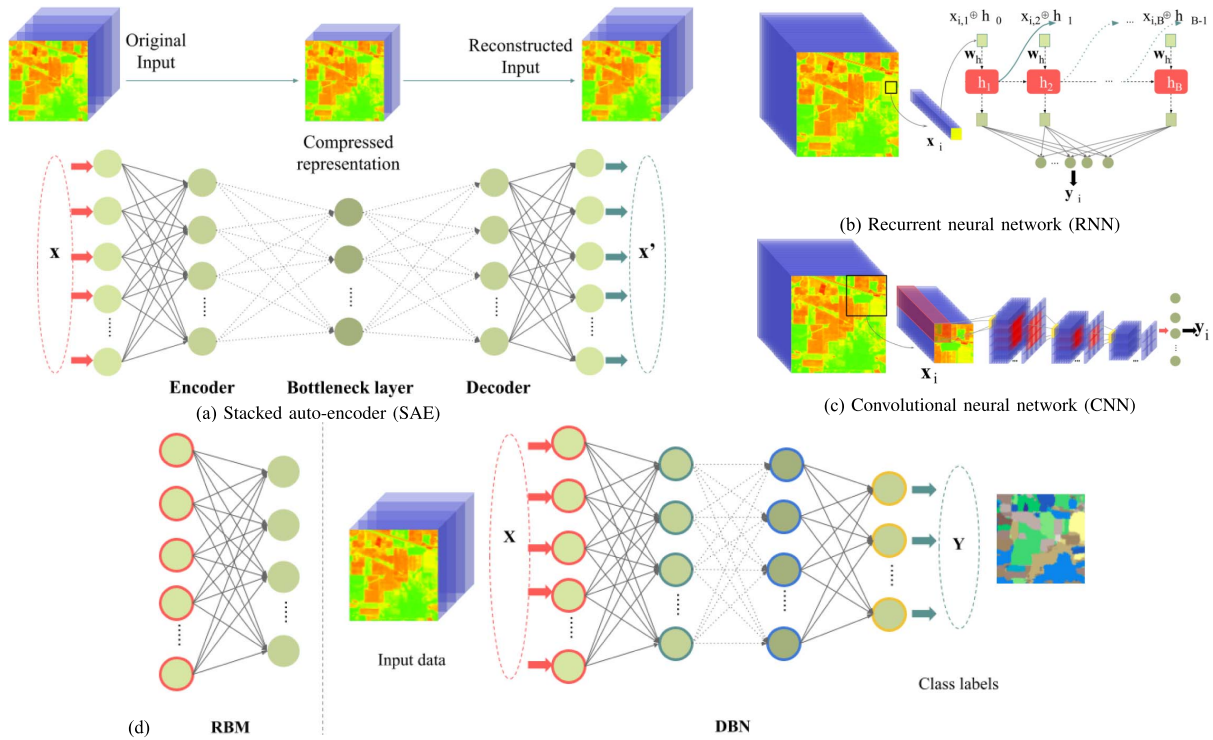 Original
Input
Reconstructed
Input
Compressed
representation
x
x'
Encoder
Bottleneck layer
Decoder
(a) Stacked auto-encoder (SAE)
x_{i,1} ⊕ h_0
x_{i,2} ⊕ h_1
...
x_{i,B} ⊕ h_{B-1}
w_h
w_h
w_h
h_1
h_2
...
h_B
x_i
...
y_i
(b) Recurrent neural network (RNN)
x_i
...
...
...
y_i
(c) Convolutional neural network (CNN)
X
Y
Input data
Class labels
(d)
RBM
DBN